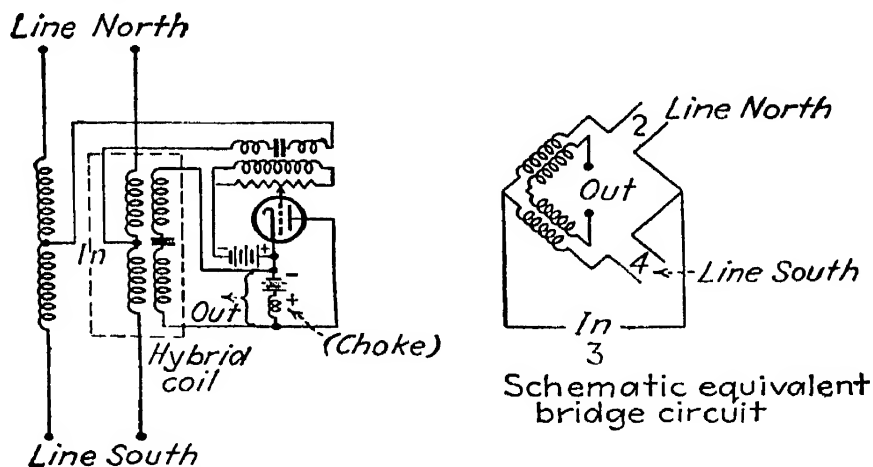 Line North
In
- +
-
+
Out
(Choke)
Hybrid
coil
Line South
2
Line North
Out
4
Line South
In
3
Schematic equivalent
bridge circuit